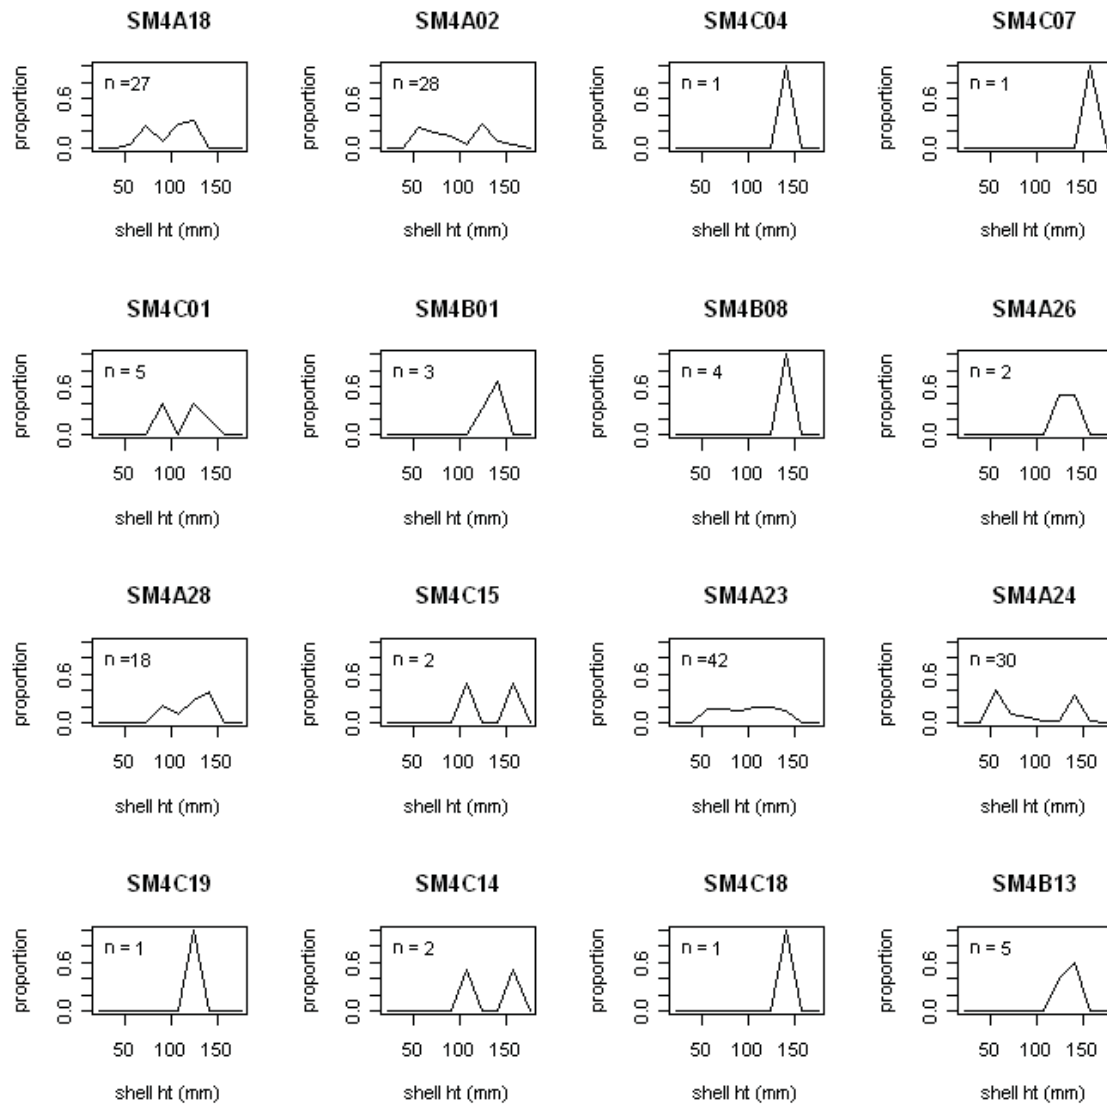 SM4A18 SM4A02 SM4C04 SM4C07
proportion 0.0 0.6 n =27 50 100 150 shell ht (mm)
proportion 0.0 0.6 n =28 50 100 150 shell ht (mm)
proportion 0.0 0.6 n = 1 50 100 150 shell ht (mm)
proportion 0.0 0.6 n = 1 50 100 150 shell ht (mm)
SM4C01 SM4B01 SM4B08 SM4A26
proportion 0.0 0.6 n = 5 50 100 150 shell ht (mm)
proportion 0.0 0.6 n = 3 50 100 150 shell ht (mm)
proportion 0.0 0.6 n = 4 50 100 150 shell ht (mm)
proportion 0.0 0.6 n = 2 50 100 150 shell ht (mm)
SM4A28 SM4C15 SM4A23 SM4A24
proportion 0.0 0.6 n =18 50 100 150 shell ht (mm)
proportion 0.0 0.6 n = 2 50 100 150 shell ht (mm)
proportion 0.0 0.6 n =42 50 100 150 shell ht (mm)
proportion 0.0 0.6 n =30 50 100 150 shell ht (mm)
SM4C19 SM4C14 SM4C18 SM4B13
proportion 0.0 0.6 n = 1 50 100 150 shell ht (mm)
proportion 0.0 0.6 n = 2 50 100 150 shell ht (mm)
proportion 0.0 0.6 n = 1 50 100 150 shell ht (mm)
proportion 0.0 0.6 n = 5 50 100 150 shell ht (mm)